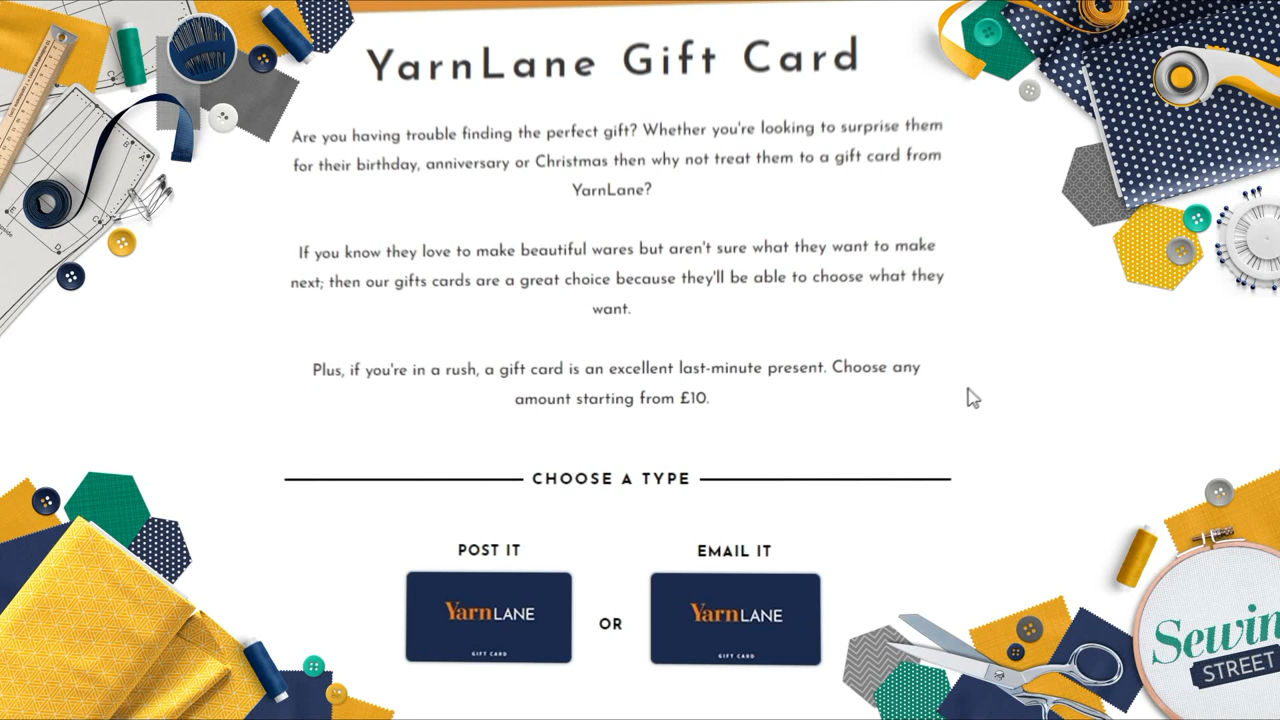 YarnLane Gift Card
Are you having trouble finding the perfect gift? Whether you're looking to surprise them
for their birthday, anniversary or Christmas then why not treat them to a gift card from
YarnLane?
If you know they love to make beautiful wares but aren't sure what they want to make
next; then our gifts cards are a great choice because they'll be able to choose what they
want.
Plus, if you're in a rush, a gift card is an excellent last-minute present. Choose any
amount starting from £10.
CHOOSE A TYPE
POST IT
EMAIL IT
YarnLANE
GIFT CARD
OR
YarnLANE
GIFT CARD
Sewin
STREET